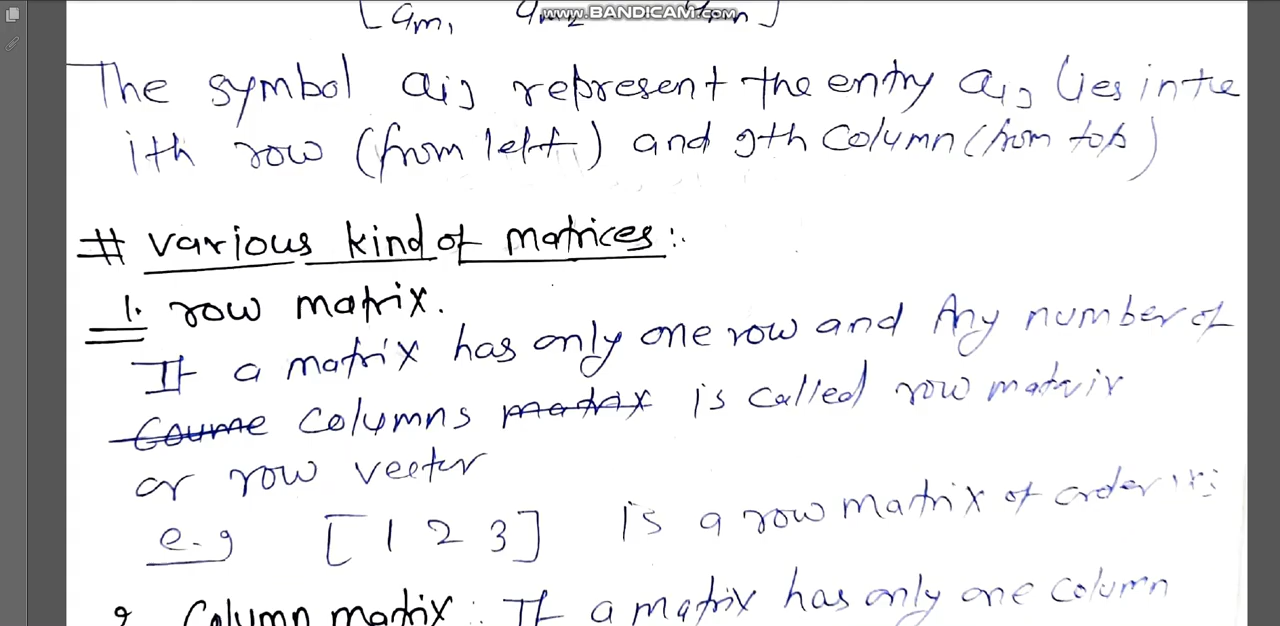 www.BANDICAM.com
The symbol aij represent the entry aij lies in the
ith row (from left) and jth column (from top)
# various kind of matrices :
1. row matrix.
If a matrix has only one row and Any number of
columns is called row matrix
or row vector
e.g [1 2 3] is a row matrix of order
Column matrix : If a matrix has only one column